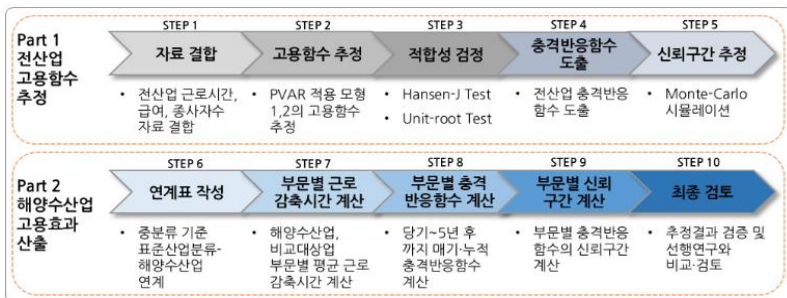 Part 1
전산업
고용함수
추정
STEP 1
자료 결합
• 전산업 근로시간,
급여, 종사자수
자료 결합
STEP 2
고용함수 추정
• PVAR 적용 모형
1,2의 고용함수
추정
STEP 3
적합성 검정
• Hansen-J Test
• Unit-root Test
STEP 4
충격반응함수
도출
• 전산업 충격반응
함수 도출
STEP 5
신뢰구간 추정
• Monte-Carlo
시뮬레이션
Part 2
해양수산업
고용효과
산출
STEP 6
연계표 작성
• 중분류 기준
표준산업분류-
해양수산업
연계
STEP 7
부문별 근로
감축시간 계산
• 해양수산업,
비교대상업
부문별 평균 근로
감축시간 계산
STEP 8
부문별 충격
반응함수 계산
• 당기~5년 후
까지 매기·누적
충격반응함수
계산
STEP 9
부문별 신뢰
구간 계산
• 부문별 충격반응
함수의 신뢰구간
계산
STEP 10
최종 검토
• 추정결과 검증 및
선행연구와
비교·검토